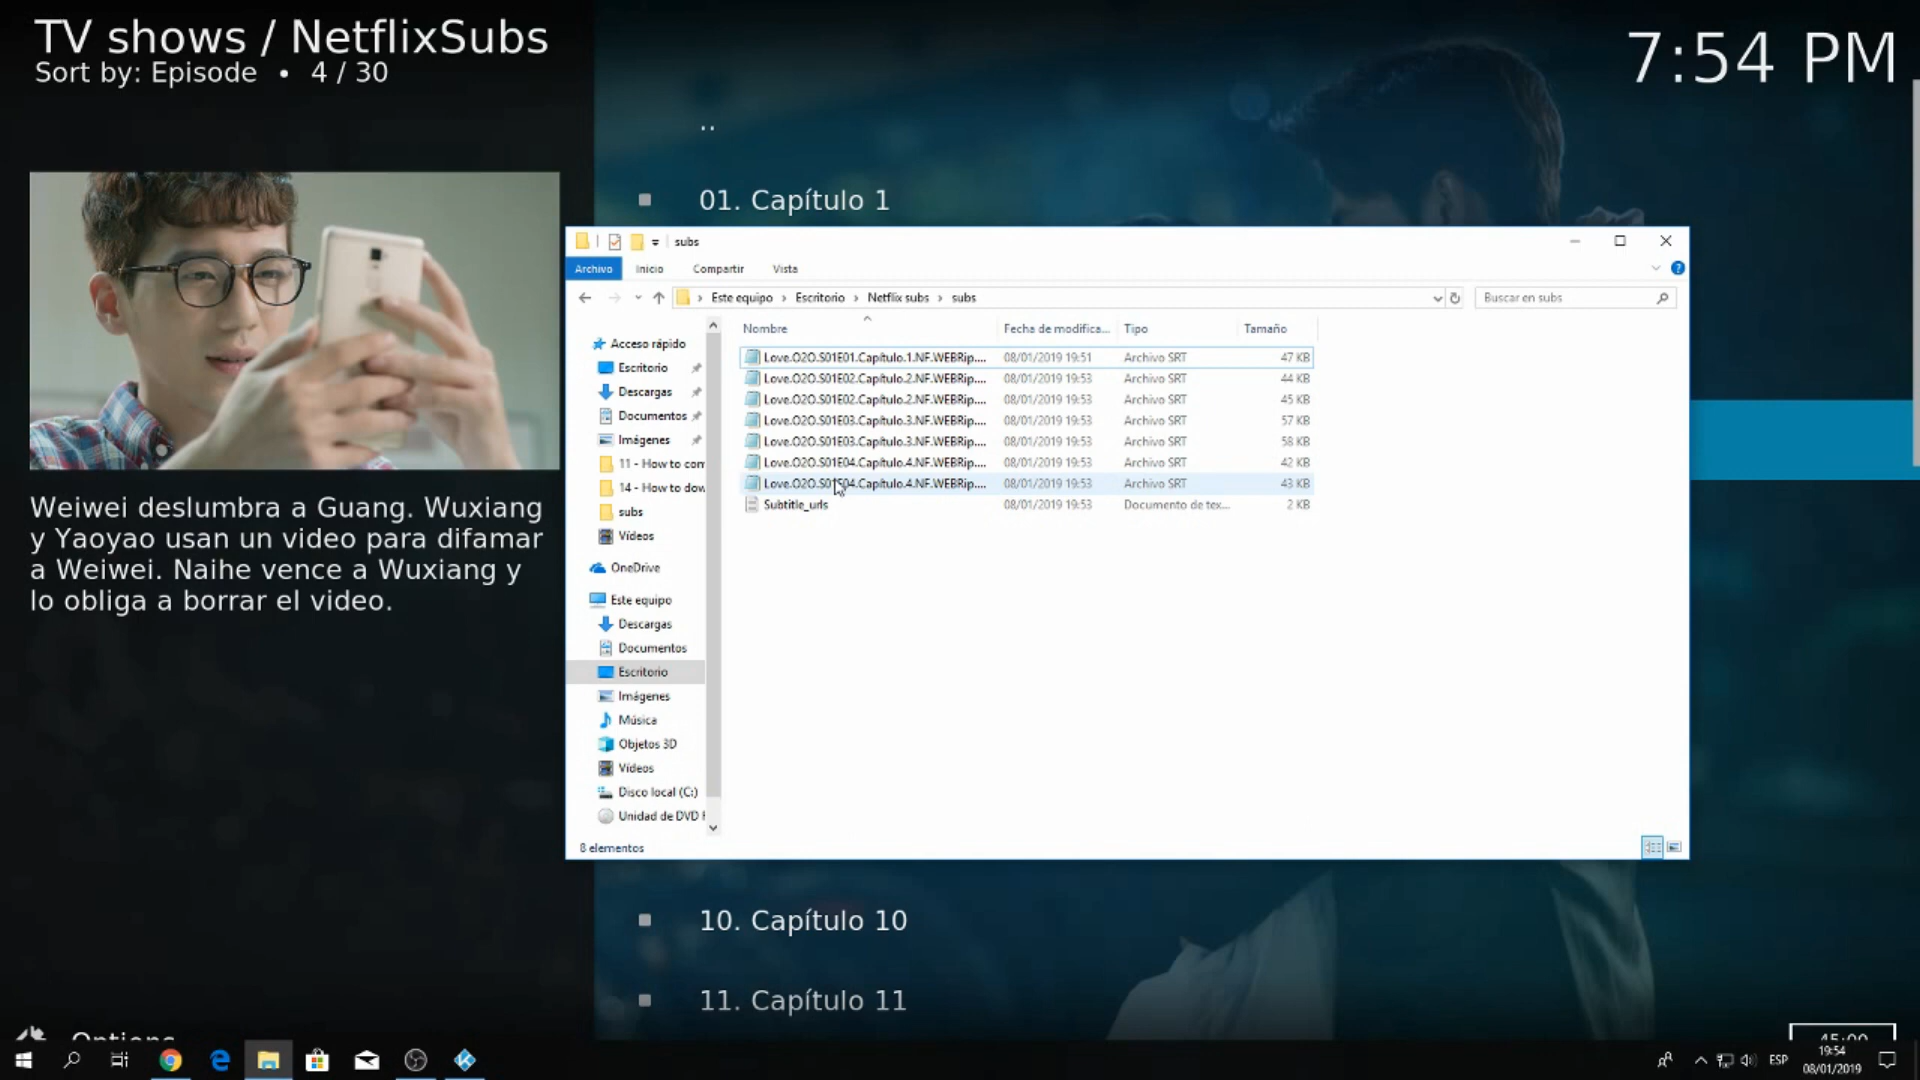 TV shows / NetflixSubs
Sort by: Episode • 4 / 30
7:54 PM
..
01. Capítulo 1
Weiwei deslumbra a Guang. Wuxiang
y Yaoyao usan un video para difamar
a Weiwei. Naihe vence a Wuxiang y
lo obliga a borrar el video.
subs
Archivo Inicio Compartir Vista
Este equipo › Escritorio › Netflix subs › subs
Buscar en subs
Nombre Fecha de modifica... Tipo Tamaño
Love.O2O.S01E01.Capítulo.1.NF.WEBRip.... 08/01/2019 19:51 Archivo SRT 47 KB
Love.O2O.S01E02.Capítulo.2.NF.WEBRip.... 08/01/2019 19:53 Archivo SRT 44 KB
Love.O2O.S01E02.Capítulo.2.NF.WEBRip.... 08/01/2019 19:53 Archivo SRT 45 KB
Love.O2O.S01E03.Capítulo.3.NF.WEBRip.... 08/01/2019 19:53 Archivo SRT 57 KB
Love.O2O.S01E03.Capítulo.3.NF.WEBRip.... 08/01/2019 19:53 Archivo SRT 58 KB
Love.O2O.S01E04.Capítulo.4.NF.WEBRip.... 08/01/2019 19:53 Archivo SRT 42 KB
Love.O2O.S01E04.Capítulo.4.NF.WEBRip.... 08/01/2019 19:53 Archivo SRT 43 KB
Subtitle_urls 08/01/2019 19:53 Documento de tex... 2 KB
Acceso rápido
Escritorio
Descargas
Documentos
Imágenes
11 - How to con
14 - How to dow
subs
Vídeos
OneDrive
Este equipo
Descargas
Documentos
Escritorio
Imágenes
Música
Objetos 3D
Vídeos
Disco local (C:)
Unidad de DVD
8 elementos
10. Capítulo 10
11. Capítulo 11
Options
ESP
19:54
08/01/2019